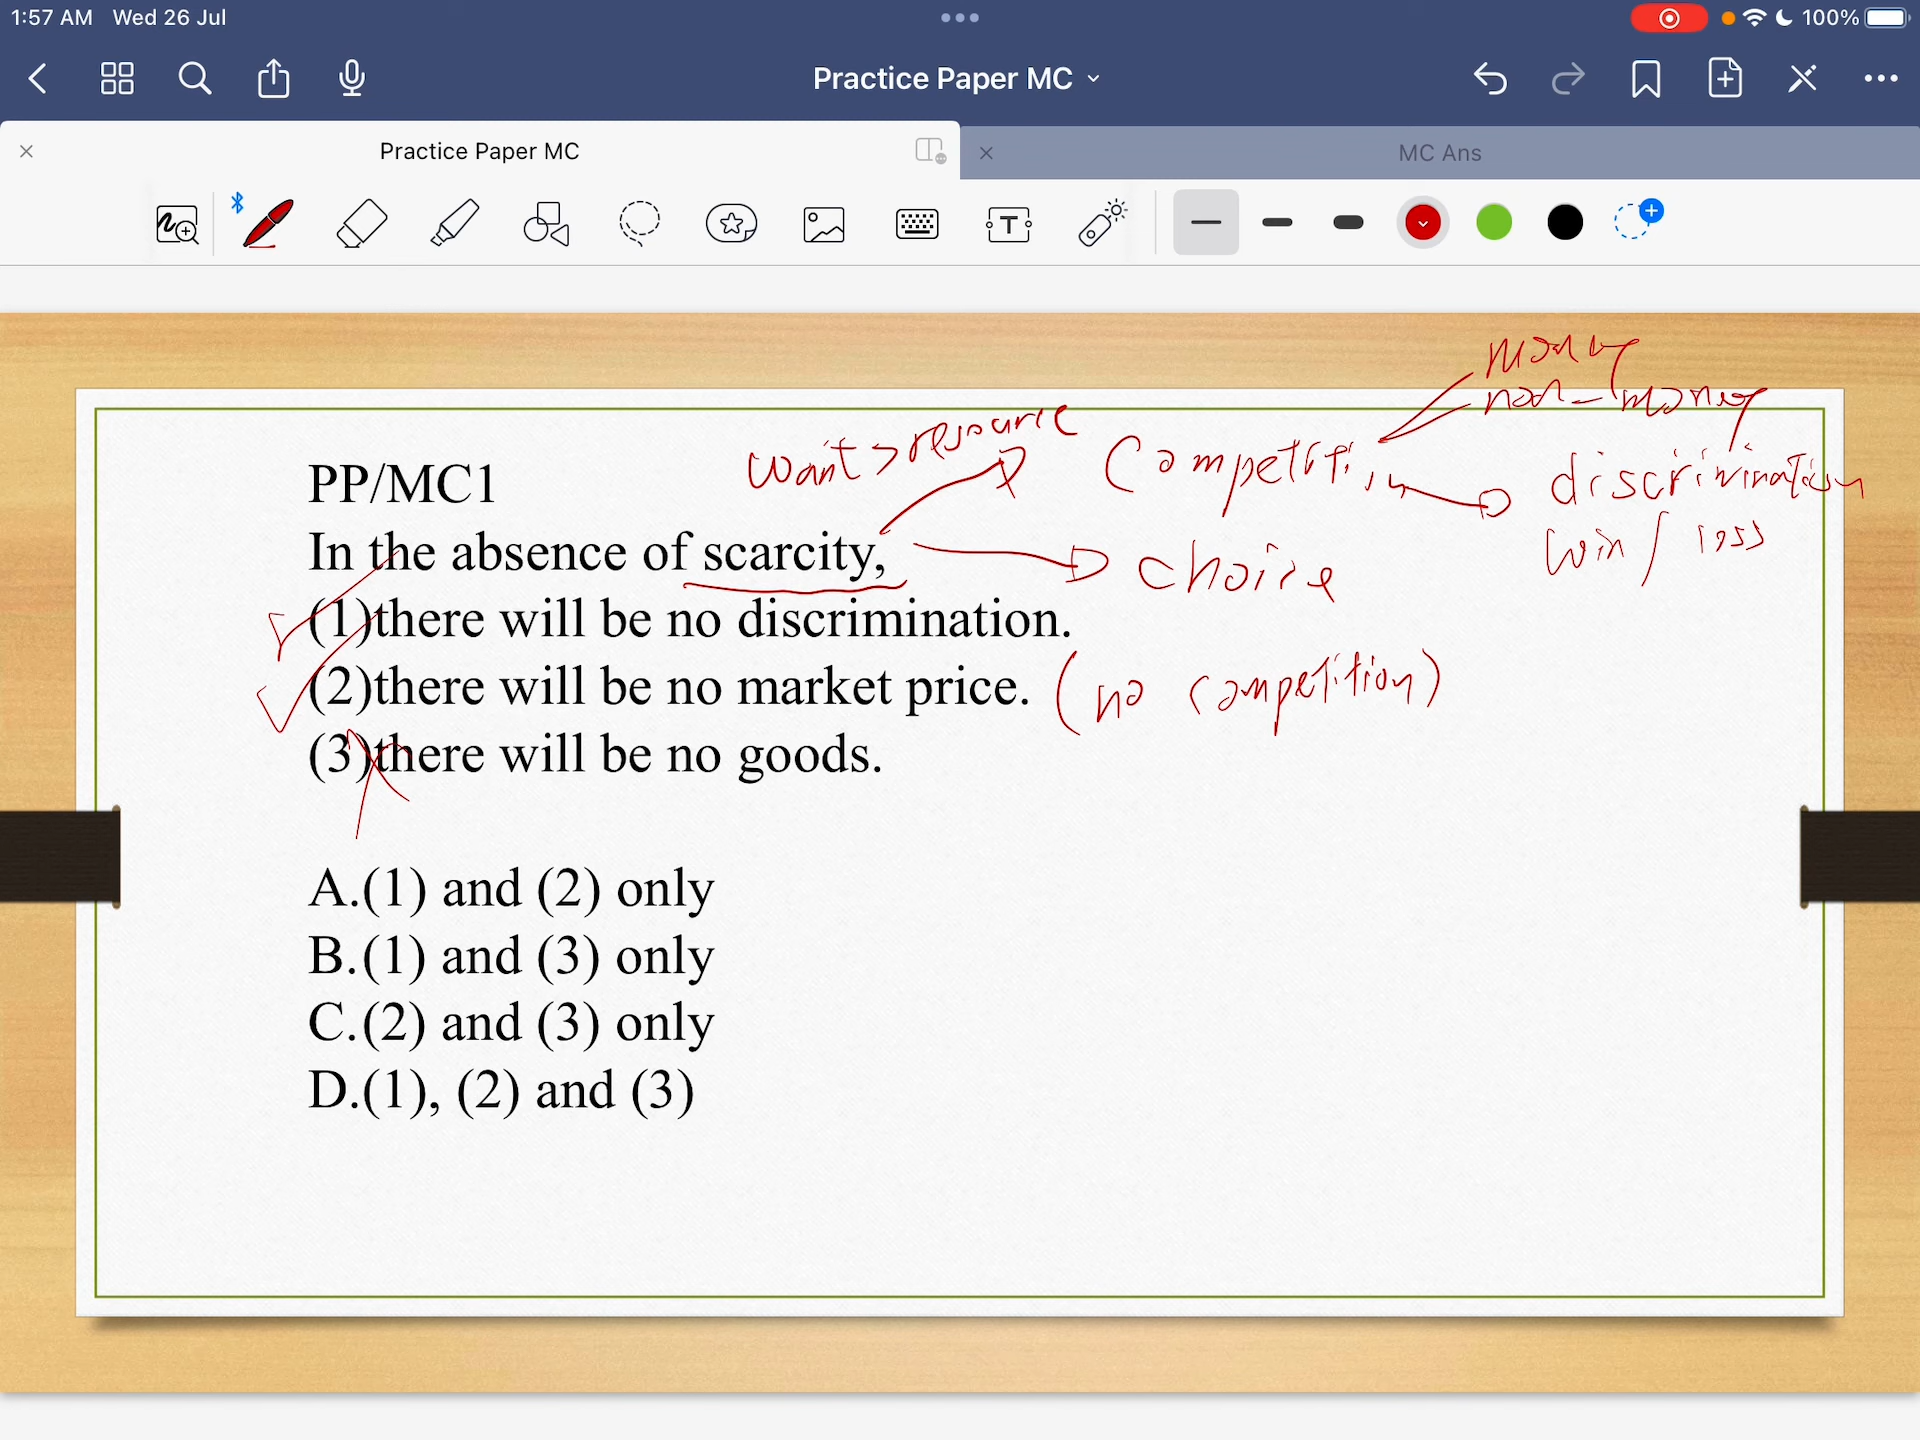 1:57 AM Wed 26 Jul
100%
Practice Paper MC
Practice Paper MC
MC Ans
money
non-money
want > resource
competition
discrimination
win / loss
choice
PP/MC1
In the absence of scarcity,
(1)there will be no discrimination.
(2)there will be no market price. (no competition)
(3)there will be no goods.
A.(1) and (2) only
B.(1) and (3) only
C.(2) and (3) only
D.(1), (2) and (3)